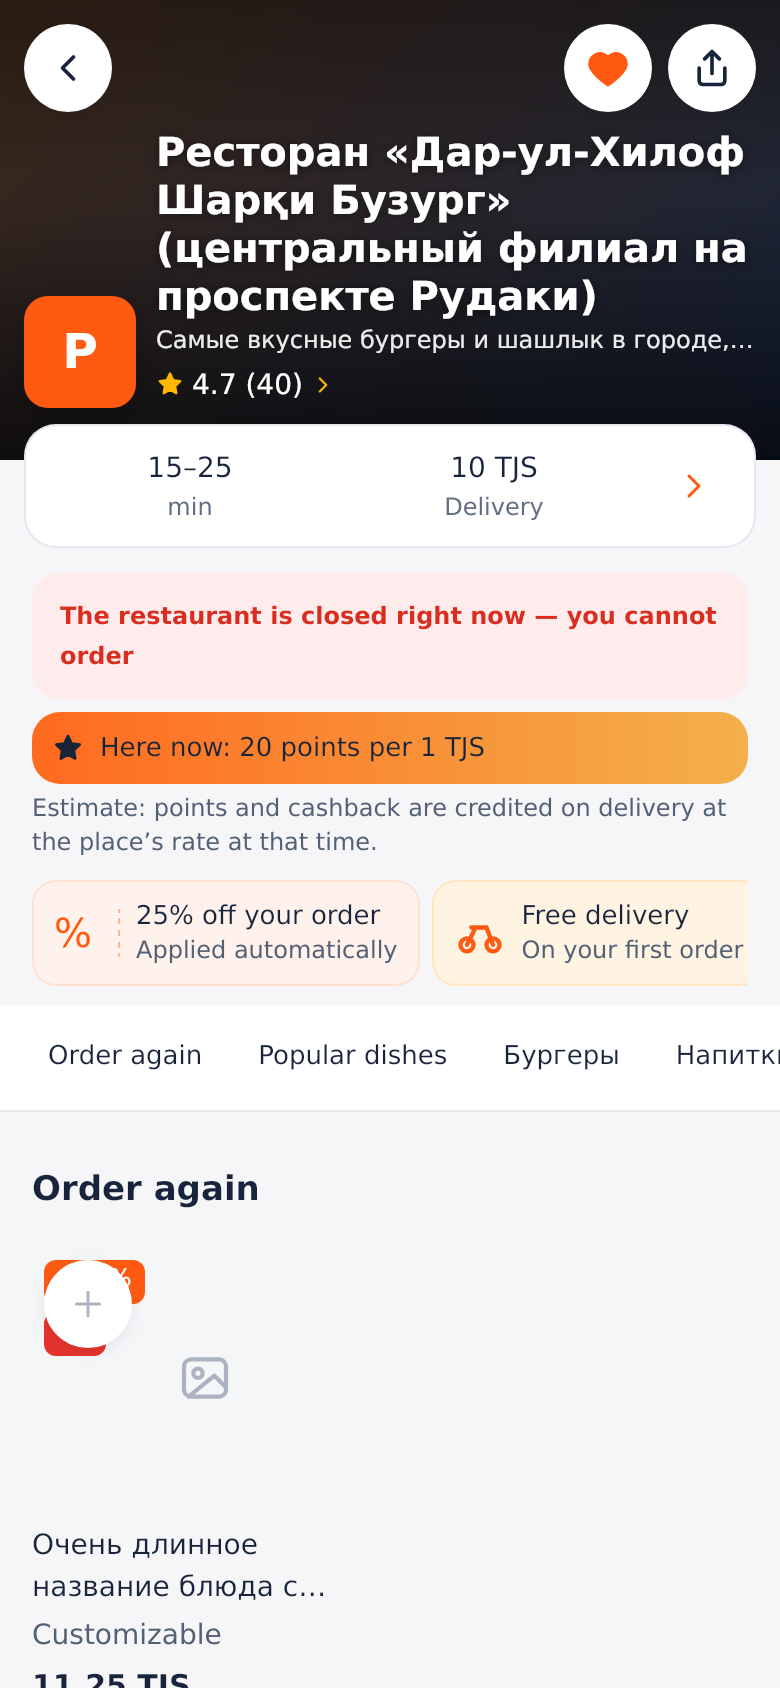 Ресторан «Дар-ул-Хилоф
Шарқи Бузург»
(центральный филиал на
проспекте Рудаки)
Р
Самые вкусные бургеры и шашлык в городе,…
4.7 (40)
15–25
min
10 TJS
Delivery
The restaurant is closed right now — you cannot
order
Here now: 20 points per 1 TJS
Estimate: points and cashback are credited on delivery at
the place’s rate at that time.
%
25% off your order
Applied automatically
Free delivery
On your first order
Order again
Popular dishes
Бургеры
Order again
%
Очень длинное
название блюда с…
Customizable
11.25 TJS